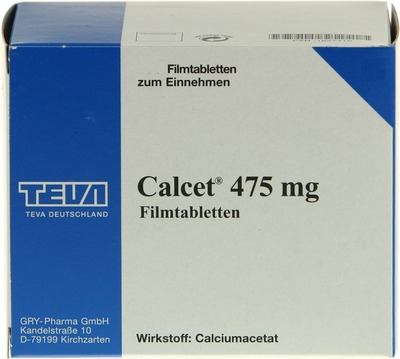 Filmtabletten
zum Einnehmen
TEVA
TEVA DEUTSCHLAND
Calcet® 475 mg
Filmtabletten
GRY-Pharma GmbH
Kandelstraße 10
D-79199 Kirchzarten
Wirkstoff: Calciumacetat